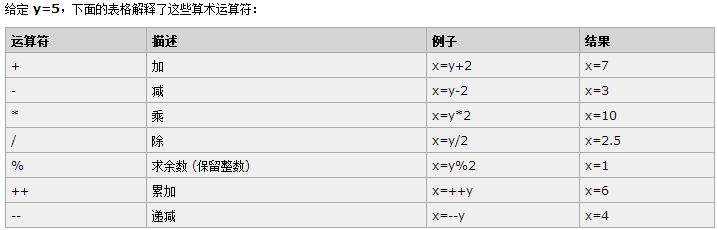 给定 y=5，下面的表格解释了这些算术运算符：
运算符 描述 例子 结果
+ 加 x=y+2 x=7
- 减 x=y-2 x=3
* 乘 x=y*2 x=10
/ 除 x=y/2 x=2.5
% 求余数 (保留整数) x=y%2 x=1
++ 累加 x=++y x=6
-- 递减 x=--y x=4